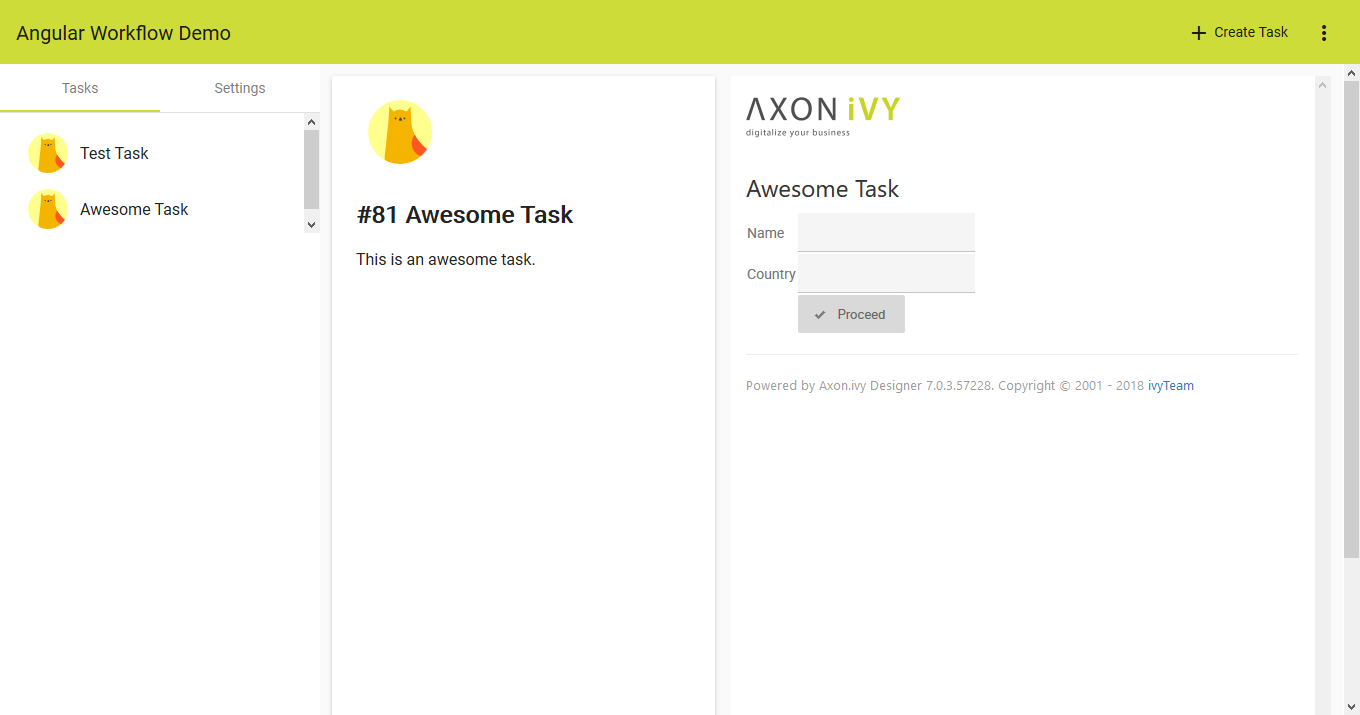 Angular Workflow Demo
Create Task
Tasks
Settings
Test Task
Awesome Task
#81 Awesome Task
This is an awesome task.
AXON iVY
digitalize your business
Awesome Task
Name
Country
Proceed
Powered by Axon.ivy Designer 7.0.3.57228. Copyright © 2001 - 2018 ivyTeam